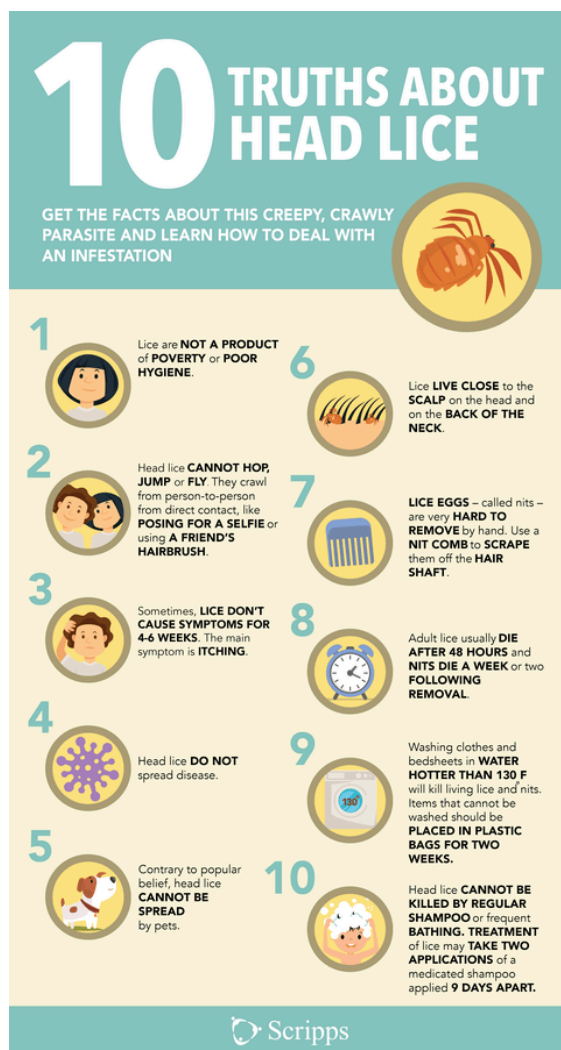 10
TRUTHS ABOUT
HEAD LICE
GET THE FACTS ABOUT THIS CREEPY, CRAWLY
PARASITE AND LEARN HOW TO DEAL WITH
AN INFESTATION
1
Lice are NOT A PRODUCT
of POVERTY or POOR
HYGIENE.
2
Head lice CANNOT HOP,
JUMP or FLY. They crawl
from person-to-person
from direct contact, like
POSING FOR A SELFIE or
using A FRIEND'S
HAIRBRUSH.
3
Sometimes, LICE DON'T
CAUSE SYMPTOMS FOR
4-6 WEEKS. The main
symptom is ITCHING.
4
Head lice DO NOT
spread disease.
5
Contrary to popular
belief, head lice
CANNOT BE
SPREAD
by pets.
6
Lice LIVE CLOSE to the
SCALP on the head and
on the BACK OF THE
NECK.
7
LICE EGGS – called nits –
are very HARD TO
REMOVE by hand. Use a
NIT COMB to SCRAPE
them off the HAIR
SHAFT.
8
Adult lice usually DIE
AFTER 48 HOURS and
NITS DIE A WEEK or two
FOLLOWING
REMOVAL.
9
130°
Washing clothes and
bedsheets in WATER
HOTTER THAN 130 F
will kill living lice and nits.
Items that cannot be
washed should be
PLACED IN PLASTIC
BAGS FOR TWO
WEEKS.
10
Head lice CANNOT BE
KILLED BY REGULAR
SHAMPOO or frequent
BATHING. TREATMENT
of lice may TAKE TWO
APPLICATIONS of a
medicated shampoo
applied 9 DAYS APART.
Scripps